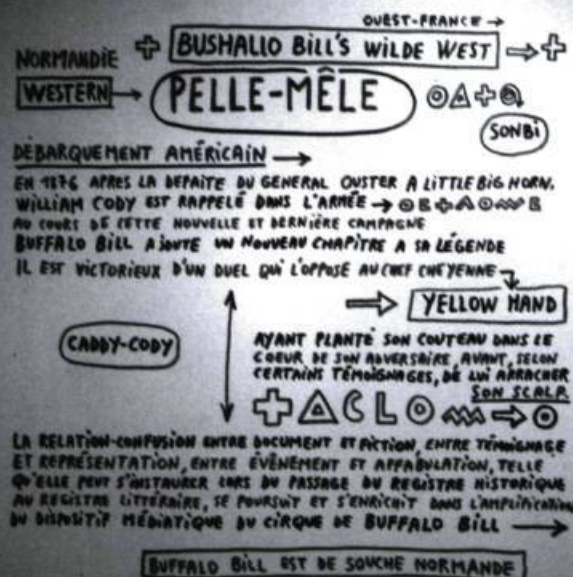 OUEST-FRANCE →
NORMANDIE
BUSHALLO BILL'S WILDE WEST
WESTERN →
PELLE-MÊLE
SONBI
DÉBARQUEMENT AMÉRICAIN →
EN 1876 APRES LA DEFAITE DU GENERAL OUSTER A LITTLE BIG HORN.
WILLIAM CODY EST RAPPELÉ DANS L'ARMÉE →
AU COURS DE CETTE NOUVELLE ET DERNIÈRE CAMPAGNE
BUFFALO BILL AJOUTE UN NOUVEAU CHAPITRE A SA LÉGENDE
IL EST VICTORIEUX D'UN DUEL QUI L'OPPOSE AU CHEF CHEYENNE
YELLOW HAND
CADDY-CODY
AYANT PLANTÉ SON COUTEAU DANS LE
COEUR DE SON ADVERSAIRE, AVANT, SELON
CERTAINS TÉMOIGNAGES, DE LUI ARRACHER
SON SCALP.
LA RELATION-CONFUSION ENTRE DOCUMENT ET FICTION, ENTRE TÉMOIGNAGE
ET REPRÉSENTATION, ENTRE ÉVÈNEMENT ET AFFABULATION, TELLE
QU'ELLE PEUT S'INSTAURER LORS DU PASSAGE DU REGISTRE HISTORIQUE
AU REGISTRE LITTÉRAIRE, SE POURSUIT ET S'ENRICHIT DANS L'AMPLIFICATION
DU DISPOSITIF MÉDIATIQUE DU CIRQUE DE BUFFALO BILL →
BUFFALO BILL EST DE SOUCHE NORMANDE